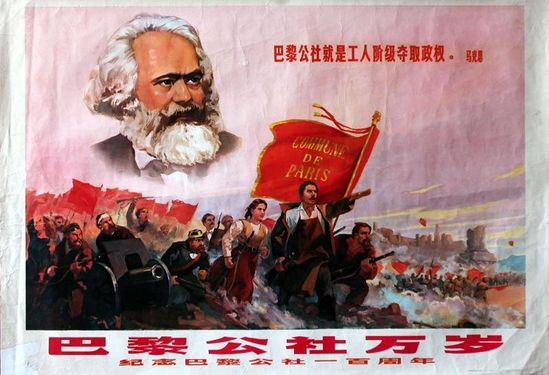 巴黎公社就是工人阶级夺取政权。 马克思
COMMUNE
DE
PARIS
巴黎公社万岁
纪念巴黎公社一百周年